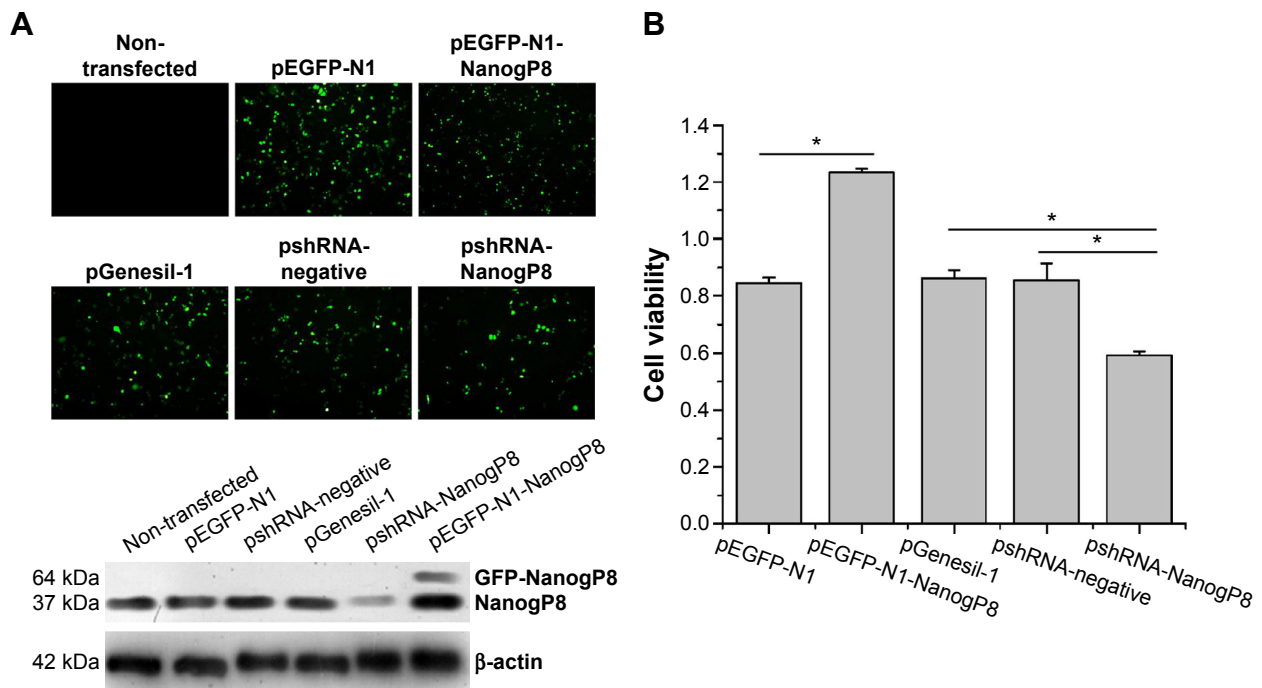 A
Non-
transfected
pEGFP-N1
pEGFP-N1-
NanogP8
pGenesil-1
pshRNA-
negative
pshRNA-
NanogP8
Non-transfected
pEGFP-N1
pshRNA-negative
pGenesil-1
pshRNA-NanogP8
pEGFP-N1-NanogP8
64 kDa
GFP-NanogP8
37 kDa
NanogP8
42 kDa
β-actin
B
Cell viability
1.4
1.2
1.0
0.8
0.6
0.4
0.2
0.0
*
*
*
pEGFP-N1
pEGFP-N1-NanogP8
pGenesil-1
pshRNA-negative
pshRNA-NanogP8